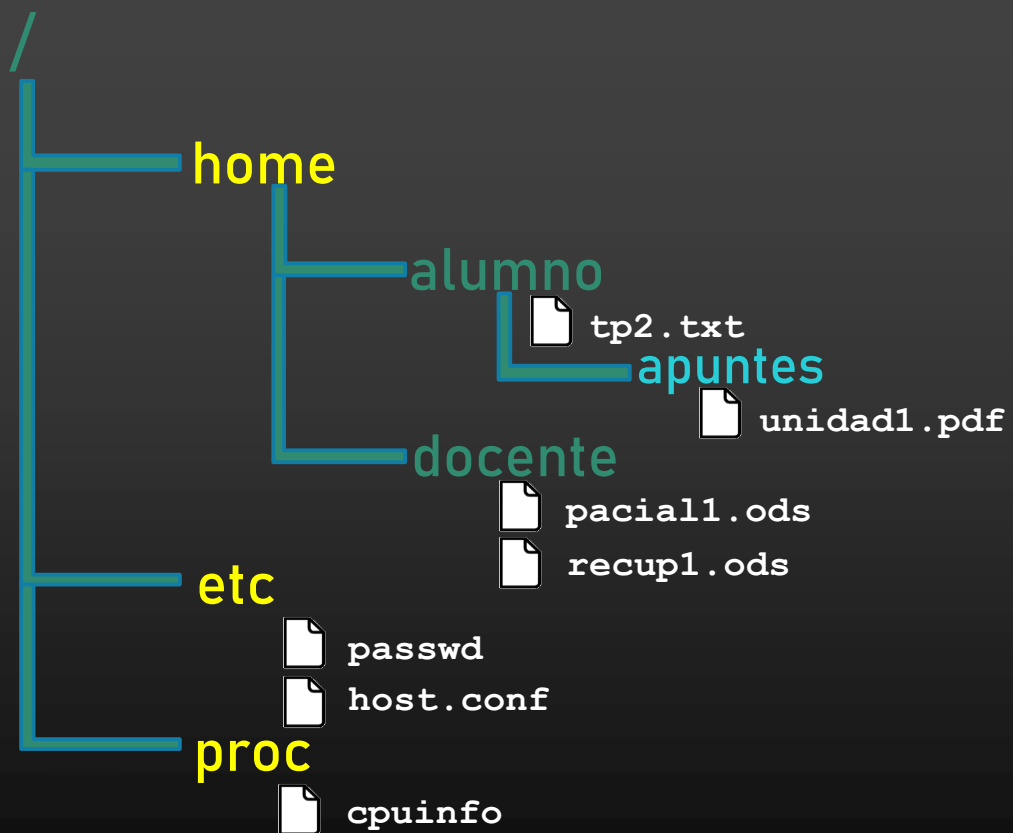 /
home
alumno
tp2.txt
apuntes
unidad1.pdf
docente
pacial1.ods
recup1.ods
etc
passwd
host.conf
proc
cpuinfo